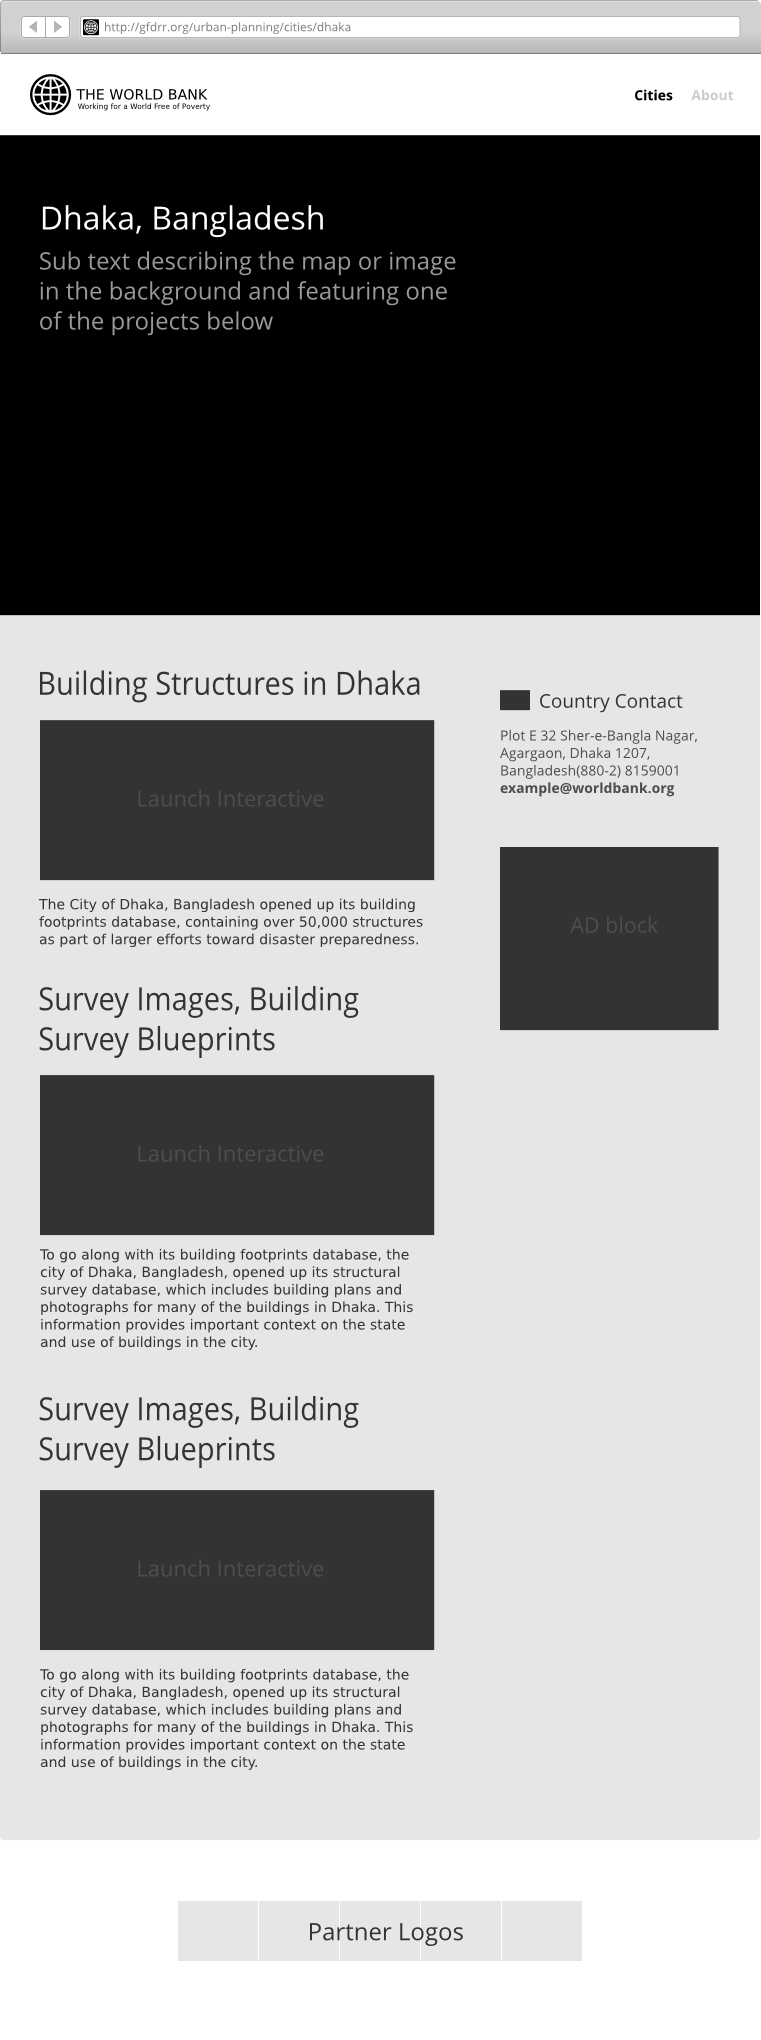 http://gfdrr.org/urban-planning/cities/dhaka
THE WORLD BANK
Working for a World Free of Poverty
Cities About
Dhaka, Bangladesh
Sub text describing the map or image
in the background and featuring one
of the projects below
Building Structures in Dhaka
Launch Interactive
The City of Dhaka, Bangladesh opened up its building
footprints database, containing over 50,000 structures
as part of larger efforts toward disaster preparedness.
Survey Images, Building
Survey Blueprints
Launch Interactive
To go along with its building footprints database, the
city of Dhaka, Bangladesh, opened up its structural
survey database, which includes building plans and
photographs for many of the buildings in Dhaka. This
information provides important context on the state
and use of buildings in the city.
Survey Images, Building
Survey Blueprints
Launch Interactive
To go along with its building footprints database, the
city of Dhaka, Bangladesh, opened up its structural
survey database, which includes building plans and
photographs for many of the buildings in Dhaka. This
information provides important context on the state
and use of buildings in the city.
Country Contact
Plot E 32 Sher-e-Bangla Nagar,
Agargaon, Dhaka 1207,
Bangladesh(880-2) 8159001
example@worldbank.org
AD block
Partner Logos